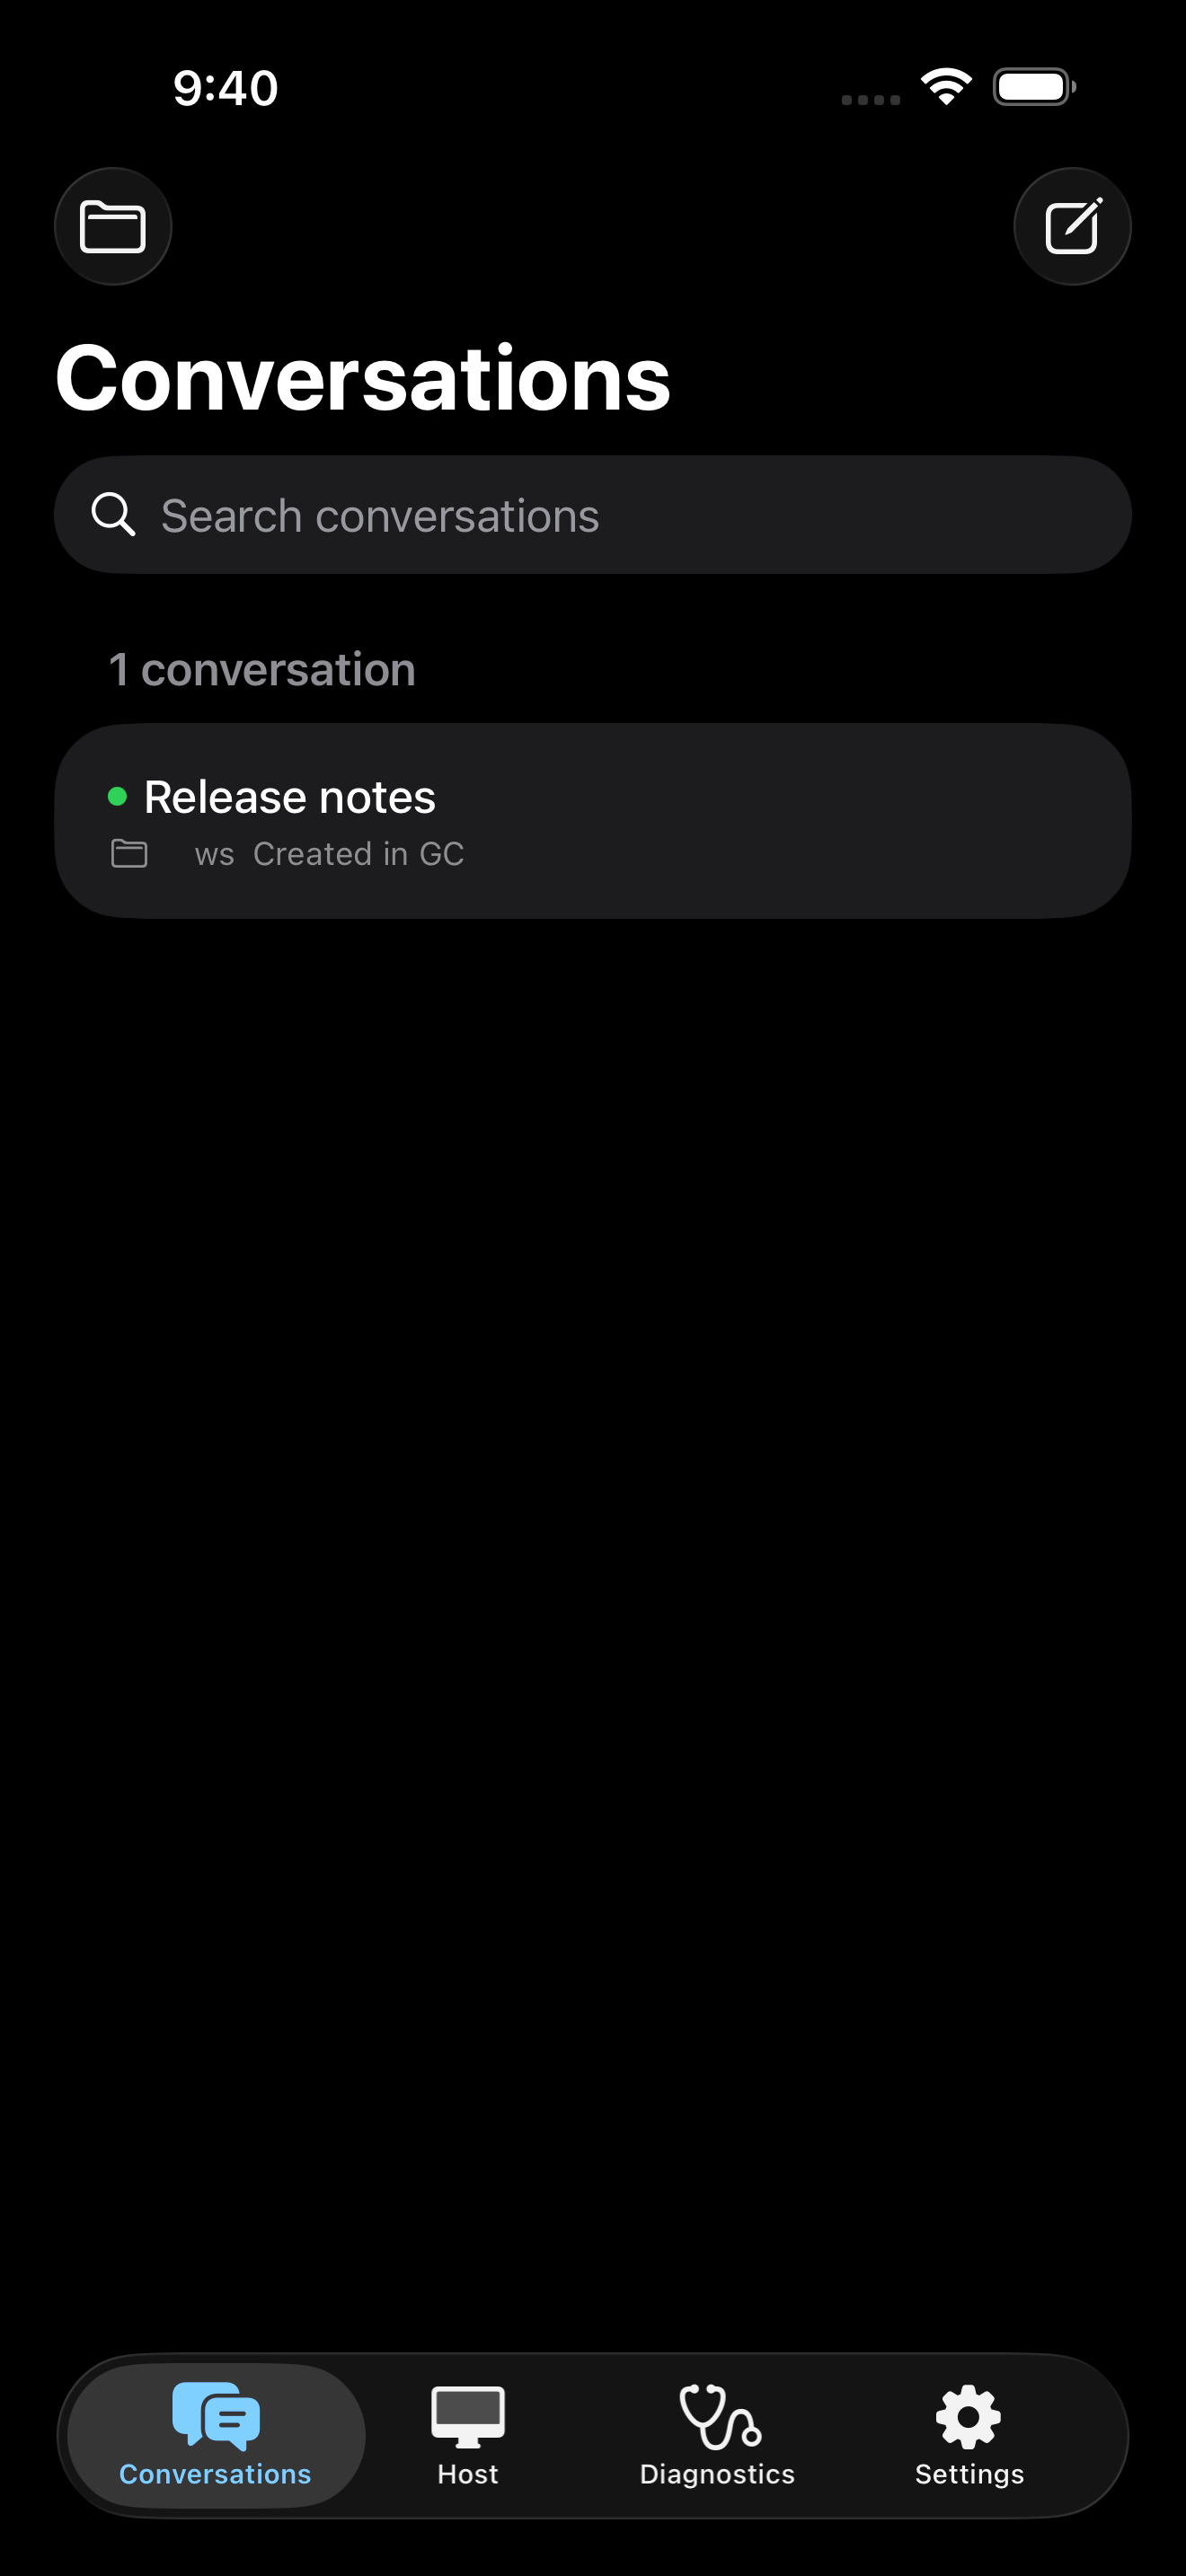 9:40
Conversations
Search conversations
1 conversation
Release notes
ws Created in GC
Conversations
Host
Diagnostics
Settings